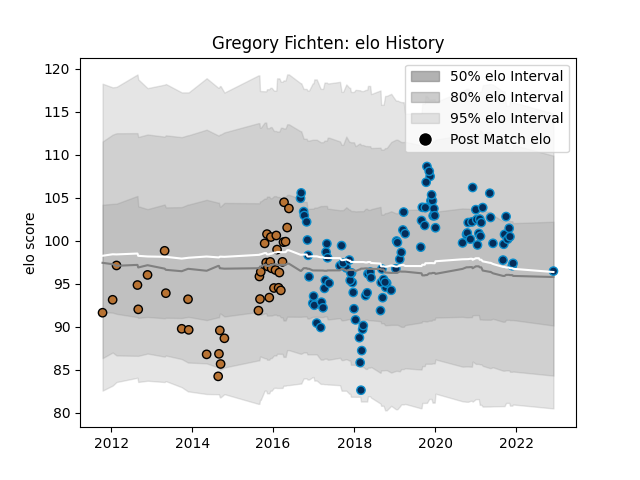 Gregory Fichten: elo History
120
115
110
105
100
95
90
85
80
elo score
50% elo Interval
80% elo Interval
95% elo Interval
Post Match elo
2012 2014 2016 2018 2020 2022